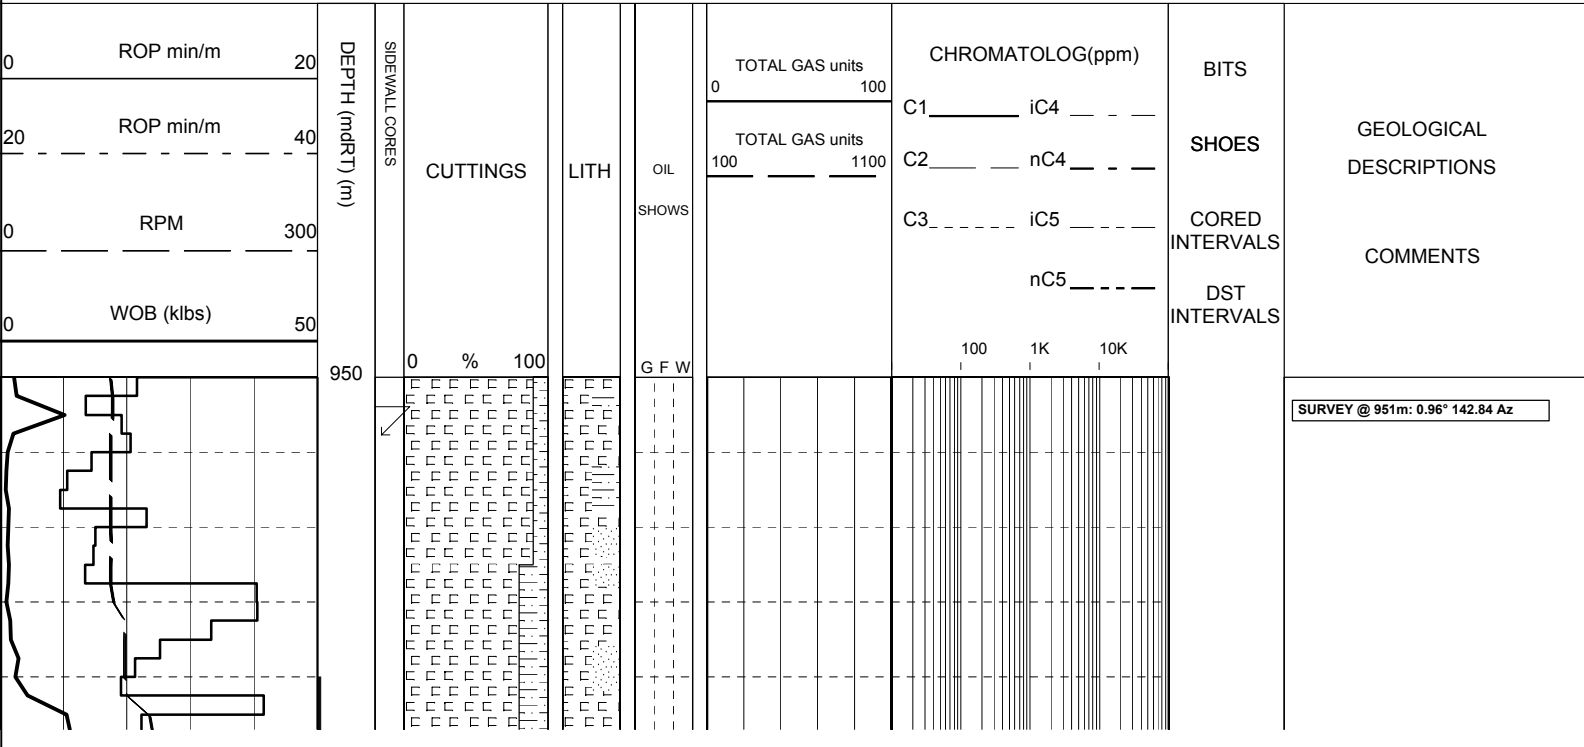 ROP min/m
0 20
ROP min/m
20 40
RPM
0 300
WOB (klbs)
0 50
DEPTH (mdRT) (m)
950
SIDEWALL CORES
CUTTINGS
0 % 100
LITH
OIL
SHOWS
G F W
TOTAL GAS units
0 100
TOTAL GAS units
100 1100
CHROMATOLOG(ppm)
C1 iC4
C2 nC4
C3 iC5
nC5
100 1K 10K
BITS
SHOES
CORED
INTERVALS
DST
INTERVALS
GEOLOGICAL
DESCRIPTIONS
COMMENTS
SURVEY @ 951m: 0.96° 142.84 Az